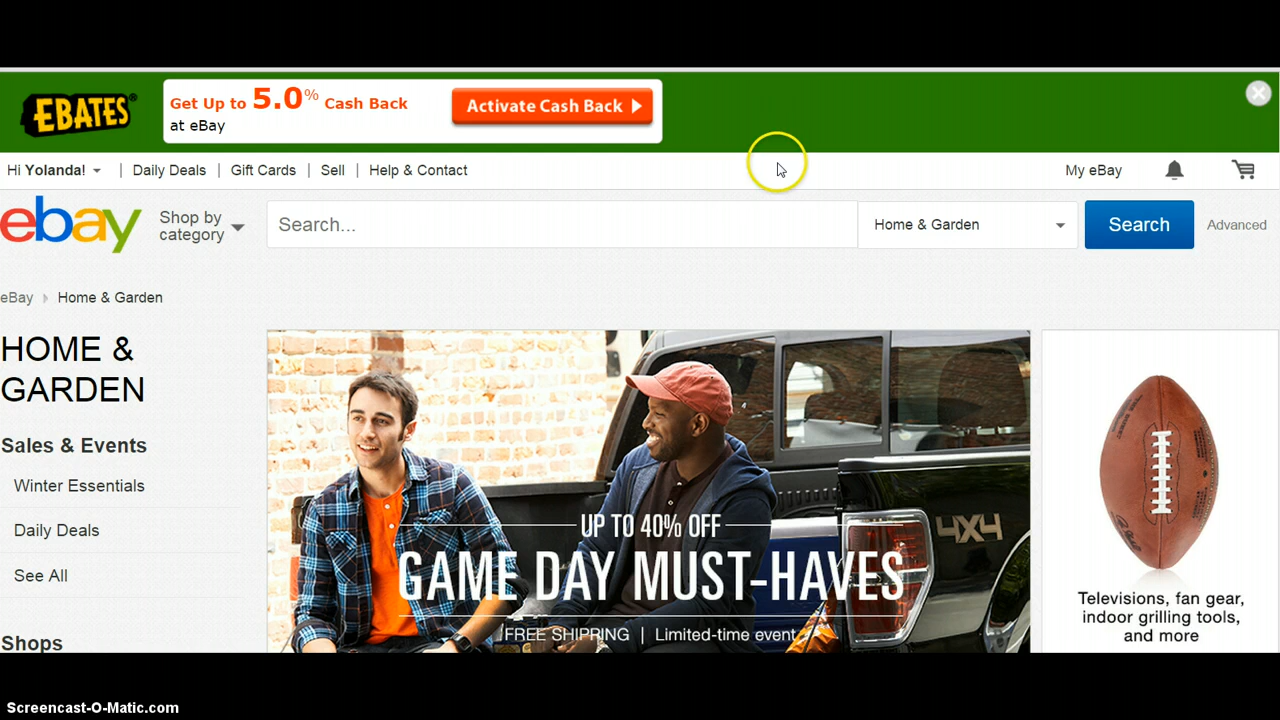 EBATES®
Get Up to 5.0% Cash Back
at eBay
Activate Cash Back
Hi Yolanda!
Daily Deals
Gift Cards
Sell
Help & Contact
My eBay
ebay
Shop by
category
Search...
Home & Garden
Search
Advanced
eBay
Home & Garden
HOME &
GARDEN
Sales & Events
Winter Essentials
Daily Deals
See All
Shops
UP TO 40% OFF
GAME DAY MUST-HAVES
FREE SHIPPING | Limited-time event
4X4
Televisions, fan gear,
indoor grilling tools,
and more
Screencast-O-Matic.com